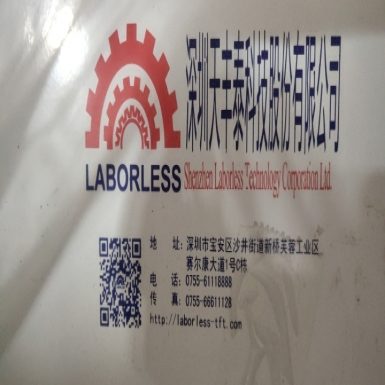 深圳天丰泰科技股份有限公司
Shenzhen Laborless Technology Corporation Ltd.
LABORLESS
地 址: 深圳市宝安区沙井街道新桥芙蓉工业区
赛尔康大道1号C栋
电 话: 0755-61118888
传 真: 0755-66611128
http://laborless-tft.com